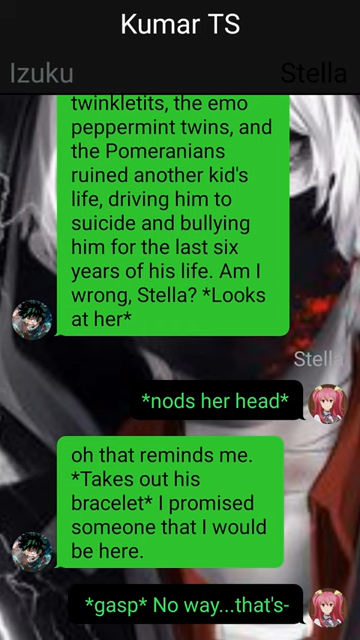 Kumar TS
Izuku
Stella
twinkletits, the emo
peppermint twins, and
the Pomeranians
ruined another kid's
life, driving him to
suicide and bullying
him for the last six
years of his life. Am I
wrong, Stella? *Looks
at her*
Stella
*nods her head*
oh that reminds me.
*Takes out his
bracelet* I promised
someone that I would
be here.
*gasp* No way...that's-